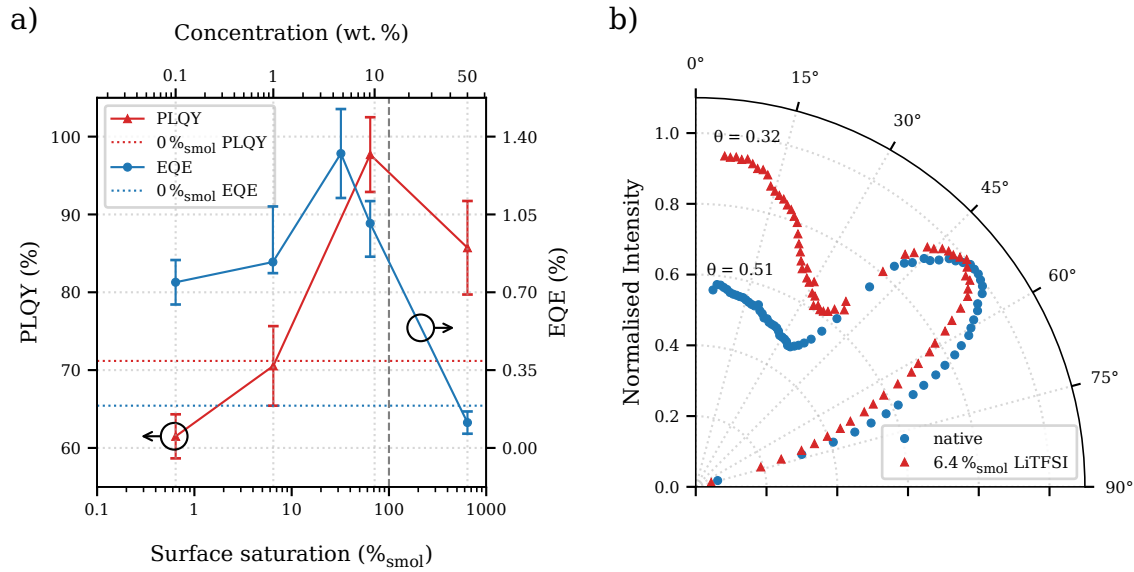 a)
Concentration (wt. %)
0.1 1 10 50
PLQY
0 %smol PLQY
EQE
0 %smol EQE
PLQY (%)
100
90
80
70
60
EQE (%)
1.40
1.05
0.70
0.35
0.00
0.1 1 10 100 1000
Surface saturation (%smol)
b)
0° 15° 30° 45° 60° 75° 90°
Normalised Intensity
1.0
0.8
0.6
0.4
0.2
0.0
θ = 0.32
θ = 0.51
native
6.4 %smol LiTFSI